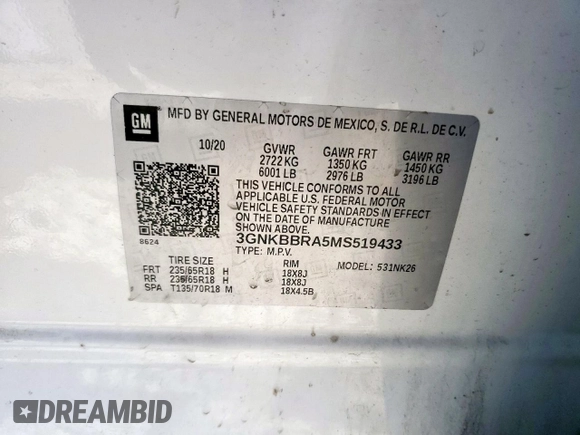 GM
MFD BY GENERAL MOTORS DE MEXICO, S. DE R.L. DE C.V.
10/20 GVWR GAWR FRT GAWR RR
2722 KG 1350 KG 1450 KG
6001 LB 2976 LB 3196 LB
THIS VEHICLE CONFORMS TO ALL
APPLICABLE U.S. FEDERAL MOTOR
VEHICLE SAFETY STANDARDS IN EFFECT
ON THE DATE OF MANUFACTURE
SHOWN ABOVE.
8624 3GNKBBRA5MS519433
TYPE: M.P.V. MODEL: 531NK26
TIRE SIZE RIM
FRT 235/65R18 H 18X8J
RR 235/65R18 H 18X8J
SPA T135/70R18 M 18X4.5B
DREAMBID